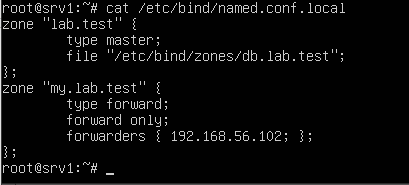 root@srv1:~# cat /etc/bind/named.conf.local
zone "lab.test" {
        type master;
        file "/etc/bind/zones/db.lab.test";
};
zone "my.lab.test" {
        type forward;
        forward only;
        forwarders { 192.168.56.102; };
};
root@srv1:~# _